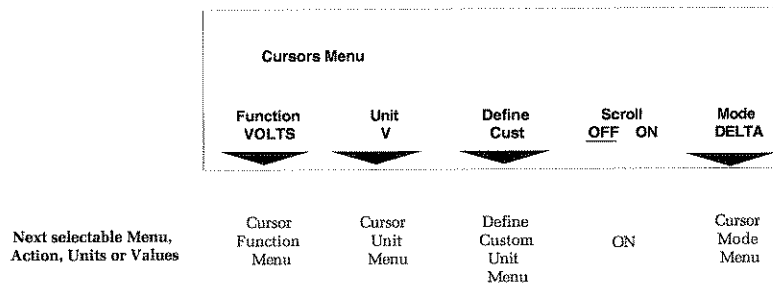 Cursors Menu
Function Unit Define Scroll Mode
VOLTS V Cust OFF ON DELTA
Cursor Cursor Define Cursor
Next selectable Menu, Function Unit Custom ON Mode
Action, Units or Values Menu Menu Unit Menu
Menu